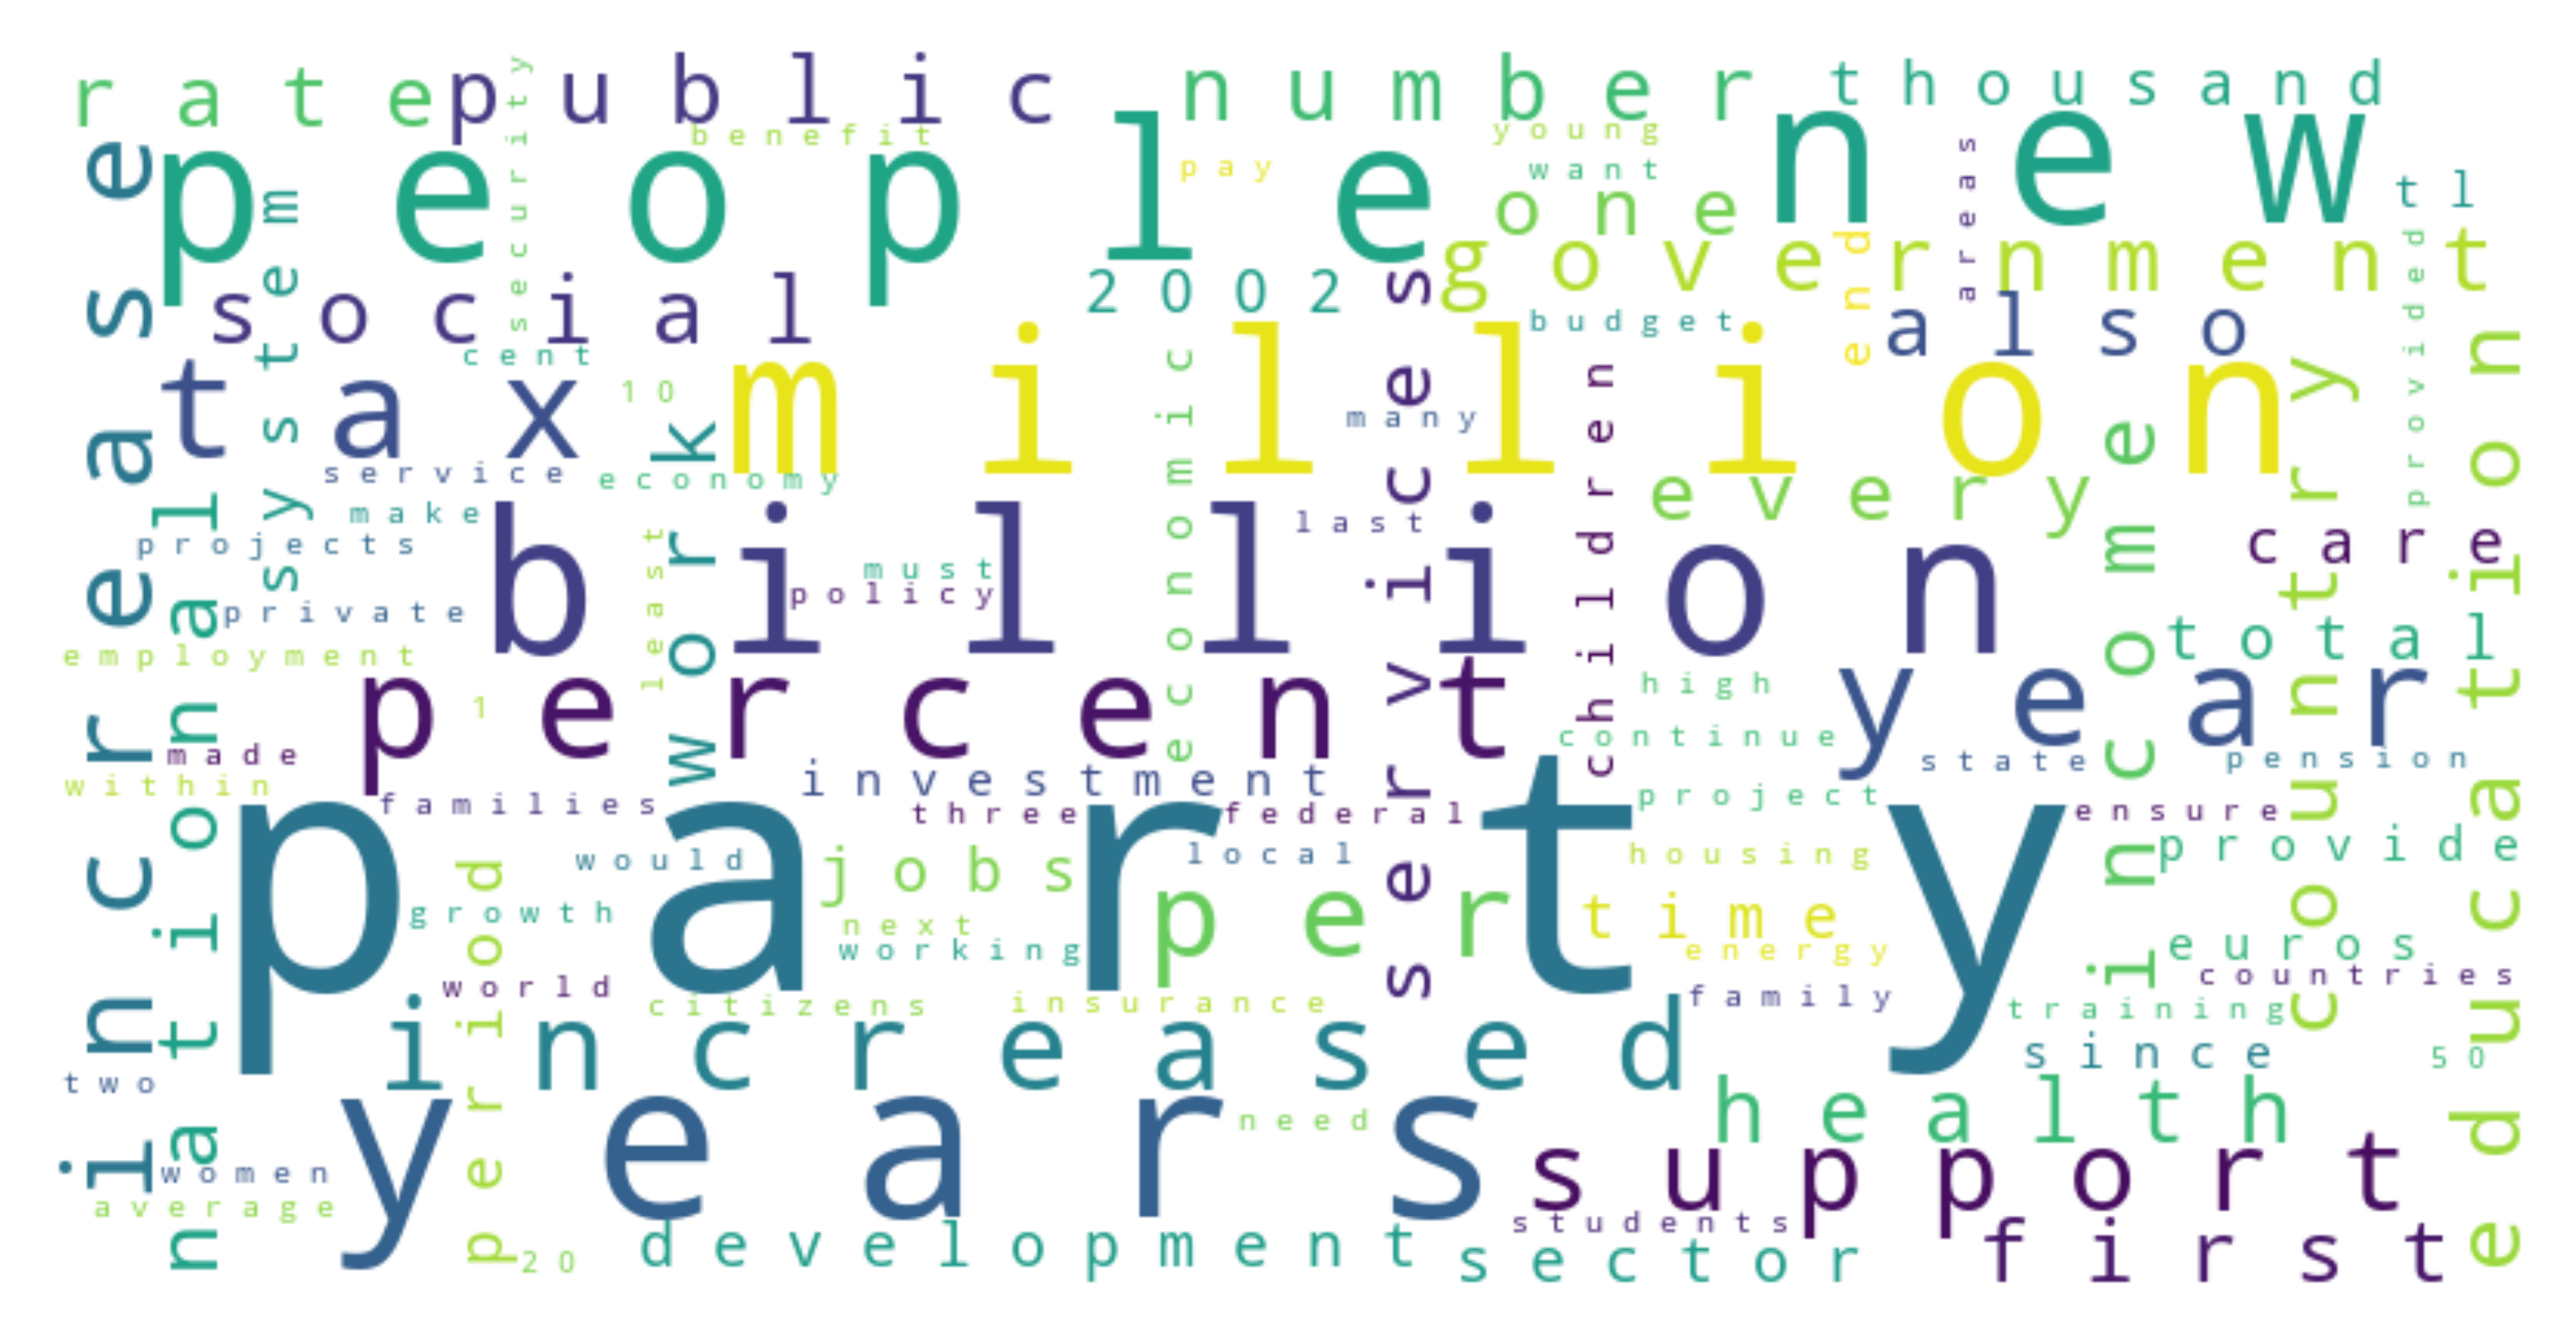 rate
public
number
thousand
security
benefit
young
pay
want
people
new
areas
one
tl
increase
system
government
end
provided
social
2002
services
budget
also
cent
economic
tax
10
million
many
children
country
education
work
income
service
economy
every
national
make
billion
last
projects
care
least
must
policy
private
total
employment
percent
high
year
1
continue
made
investment
state
pension
within
families
three
federal
project
ensure
party
would
jobs
local
housing
provide
period
growth
next
per
time
working
energy
euros
world
citizens
insurance
family
countries
training
increased
since
two
50
years
need
health
women
support
average
students
development
sector
first
20